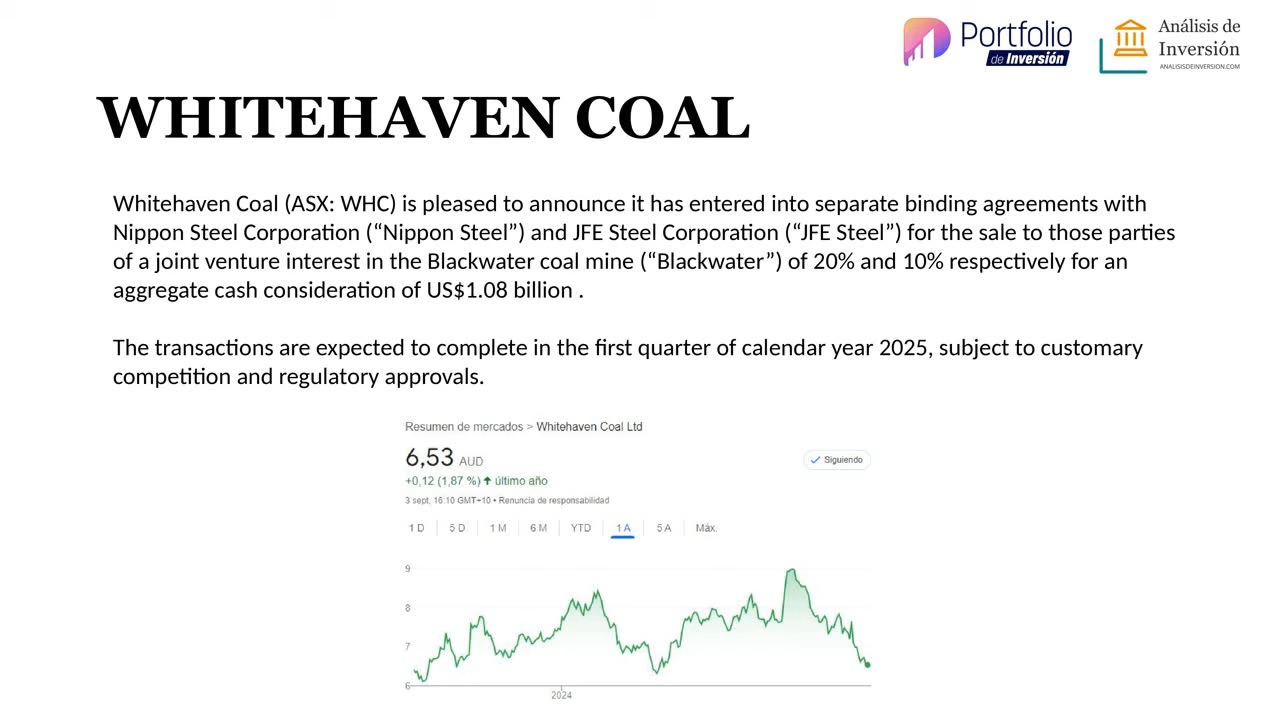 Portfolio
de Inversión
Análisis de
Inversión
ANALISISDEINVERSION.COM
WHITEHAVEN COAL
Whitehaven Coal (ASX: WHC) is pleased to announce it has entered into separate binding agreements with
Nippon Steel Corporation (“Nippon Steel”) and JFE Steel Corporation (“JFE Steel”) for the sale to those parties
of a joint venture interest in the Blackwater coal mine (“Blackwater”) of 20% and 10% respectively for an
aggregate cash consideration of US$1.08 billion .
The transactions are expected to complete in the first quarter of calendar year 2025, subject to customary
competition and regulatory approvals.
Resumen de mercados > Whitehaven Coal Ltd
6,53 AUD
Siguiendo
+0,12 (1,87 %) ↑ último año
3 sept, 16:10 GMT+10 • Renuncia de responsabilidad
1 D 5 D 1 M 6 M YTD 1 A 5 A Máx.
9
8
7
6
2024